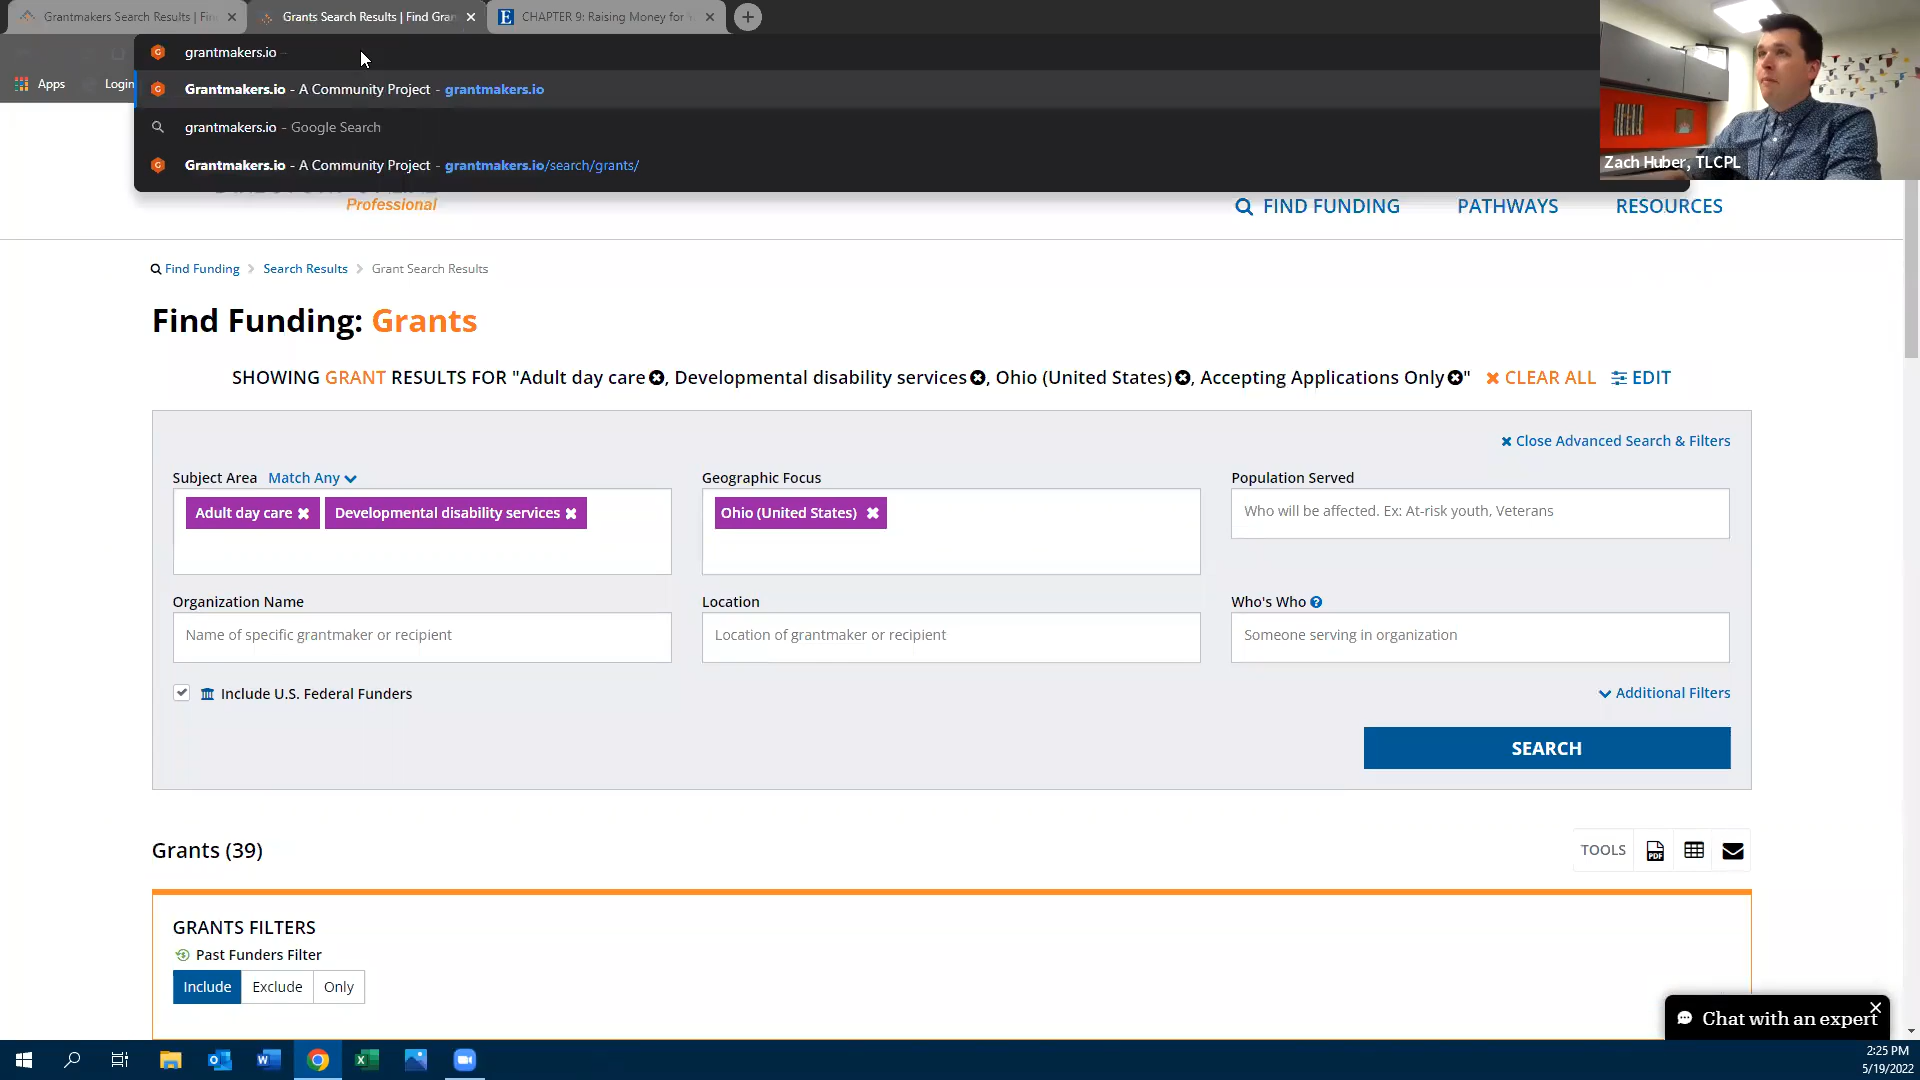 Grantmakers Search Results | Fin
Grants Search Results | Find Gran
CHAPTER 9: Raising Money for Y
grantmakers.io –
Apps
Login
Grantmakers.io - A Community Project - grantmakers.io
grantmakers.io - Google Search
Grantmakers.io - A Community Project - grantmakers.io/search/grants/
Zach Huber, TLCPL
Professional
FIND FUNDING
PATHWAYS
RESOURCES
Find Funding > Search Results > Grant Search Results
Find Funding: Grants
SHOWING GRANT RESULTS FOR "Adult day care, Developmental disability services, Ohio (United States), Accepting Applications Only" CLEAR ALL EDIT
Close Advanced Search & Filters
Subject Area Match Any
Geographic Focus
Population Served
Adult day care
Developmental disability services
Ohio (United States)
Who will be affected. Ex: At-risk youth, Veterans
Organization Name
Location
Who's Who
Name of specific grantmaker or recipient
Location of grantmaker or recipient
Someone serving in organization
Include U.S. Federal Funders
Additional Filters
SEARCH
Grants (39)
TOOLS
PDF
GRANTS FILTERS
Past Funders Filter
Include
Exclude
Only
Chat with an expert
2:25 PM
5/19/2022